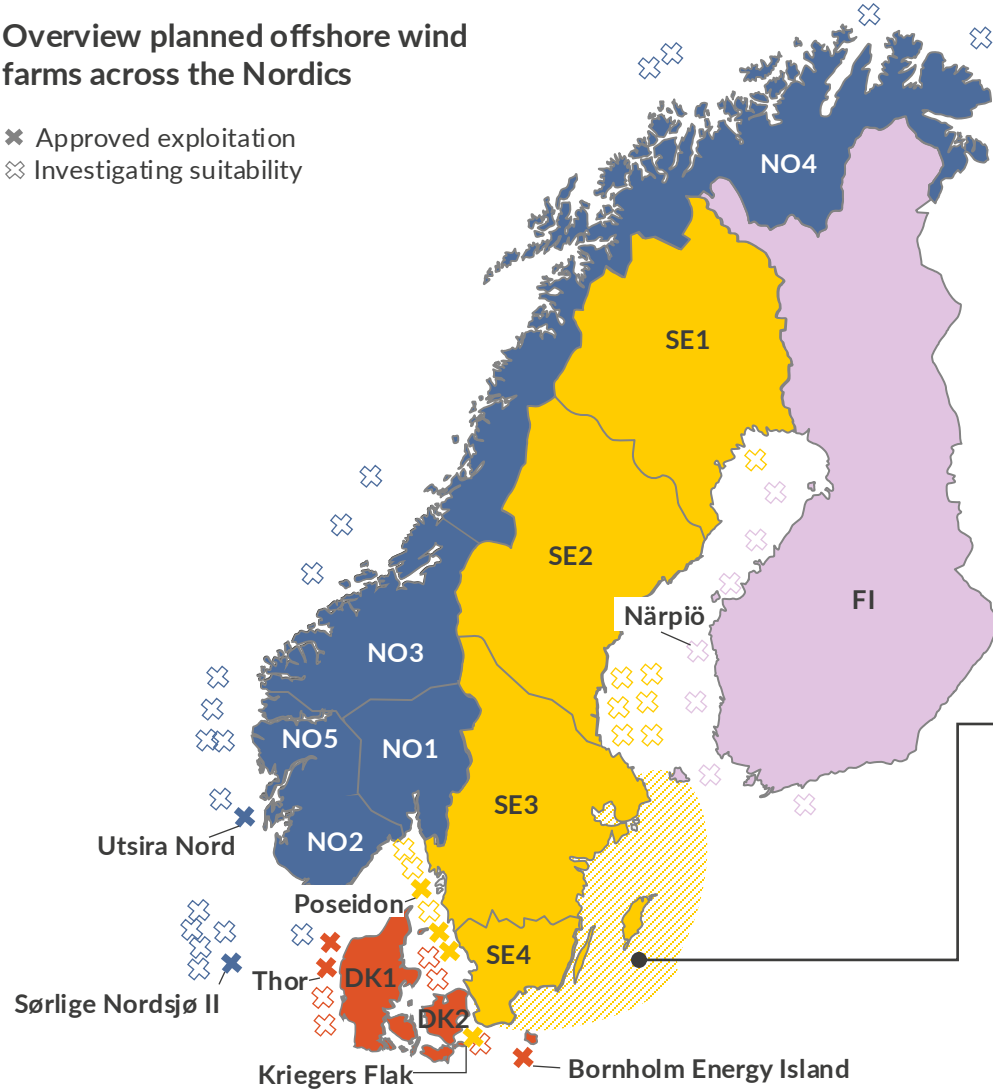 Overview planned offshore wind
farms across the Nordics
Approved exploitation
Investigating suitability
NO4
SE1
SE2
FI
Närpiö
NO3
NO5
NO1
SE3
NO2
Utsira Nord
Poseidon
SE4
Thor
DK1
Sørlige Nordsjø II
DK2
Kriegers Flak
Bornholm Energy Island